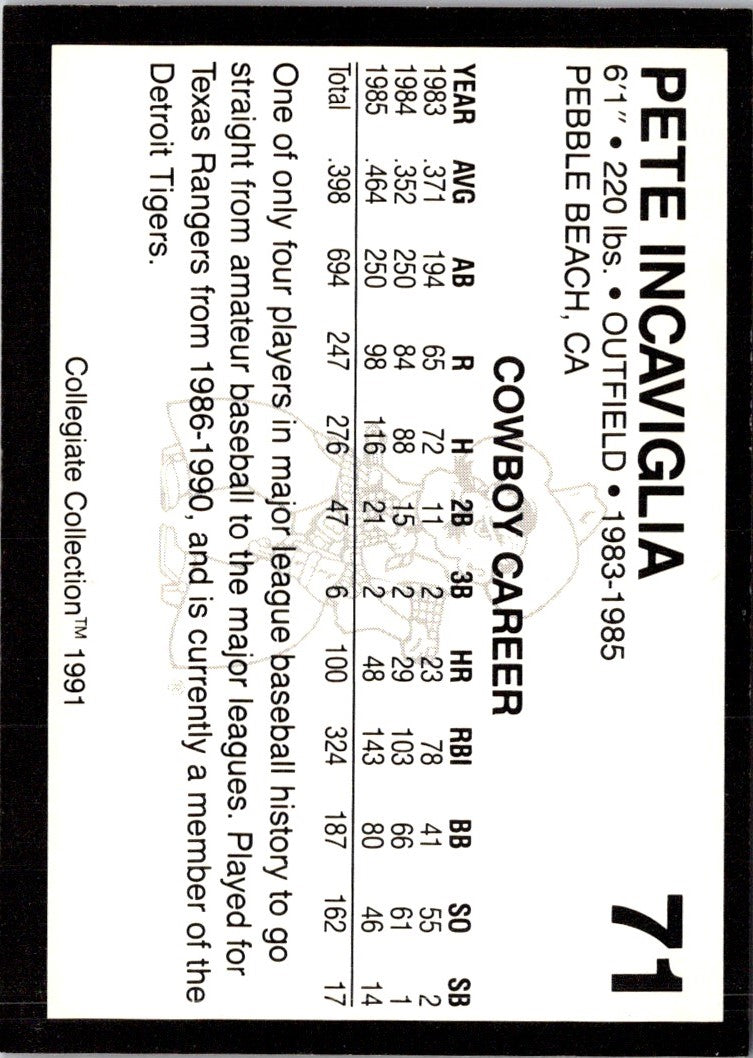 PETE INCAVIGLIA 71
6'1" • 220 lbs. • OUTFIELD • 1983-1985
PEBBLE BEACH, CA
COWBOY CAREER
YEAR AVG AB R H 2B 3B HR RBI BB SO SB
1983 .371 194 65 72 11 2 23 78 41 55 2
1984 .352 250 84 88 15 2 29 103 66 61 1
1985 .464 250 98 116 21 2 48 143 80 46 14
Total .398 694 247 276 47 6 100 324 187 162 17
One of only four players in major league baseball history to go
straight from amateur baseball to the major leagues. Played for
Texas Rangers from 1986-1990, and is currently a member of the
Detroit Tigers.
®
Collegiate Collection™ 1991